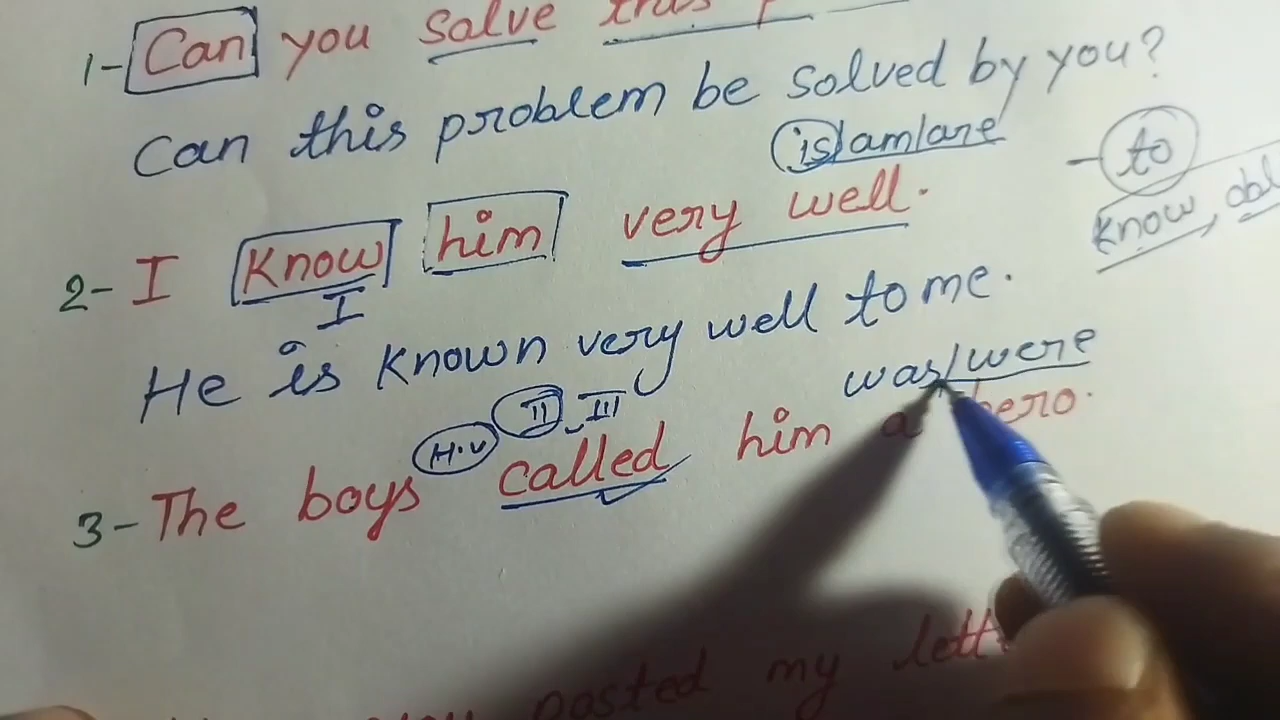 1- Can you solve this
Can this problem be solved by you?
is/am/are
- to
know,
2- I Know him very well.
I
He is Known very well to me.
was/were
H.V II, III
3- The boys called him a hero.
posted my